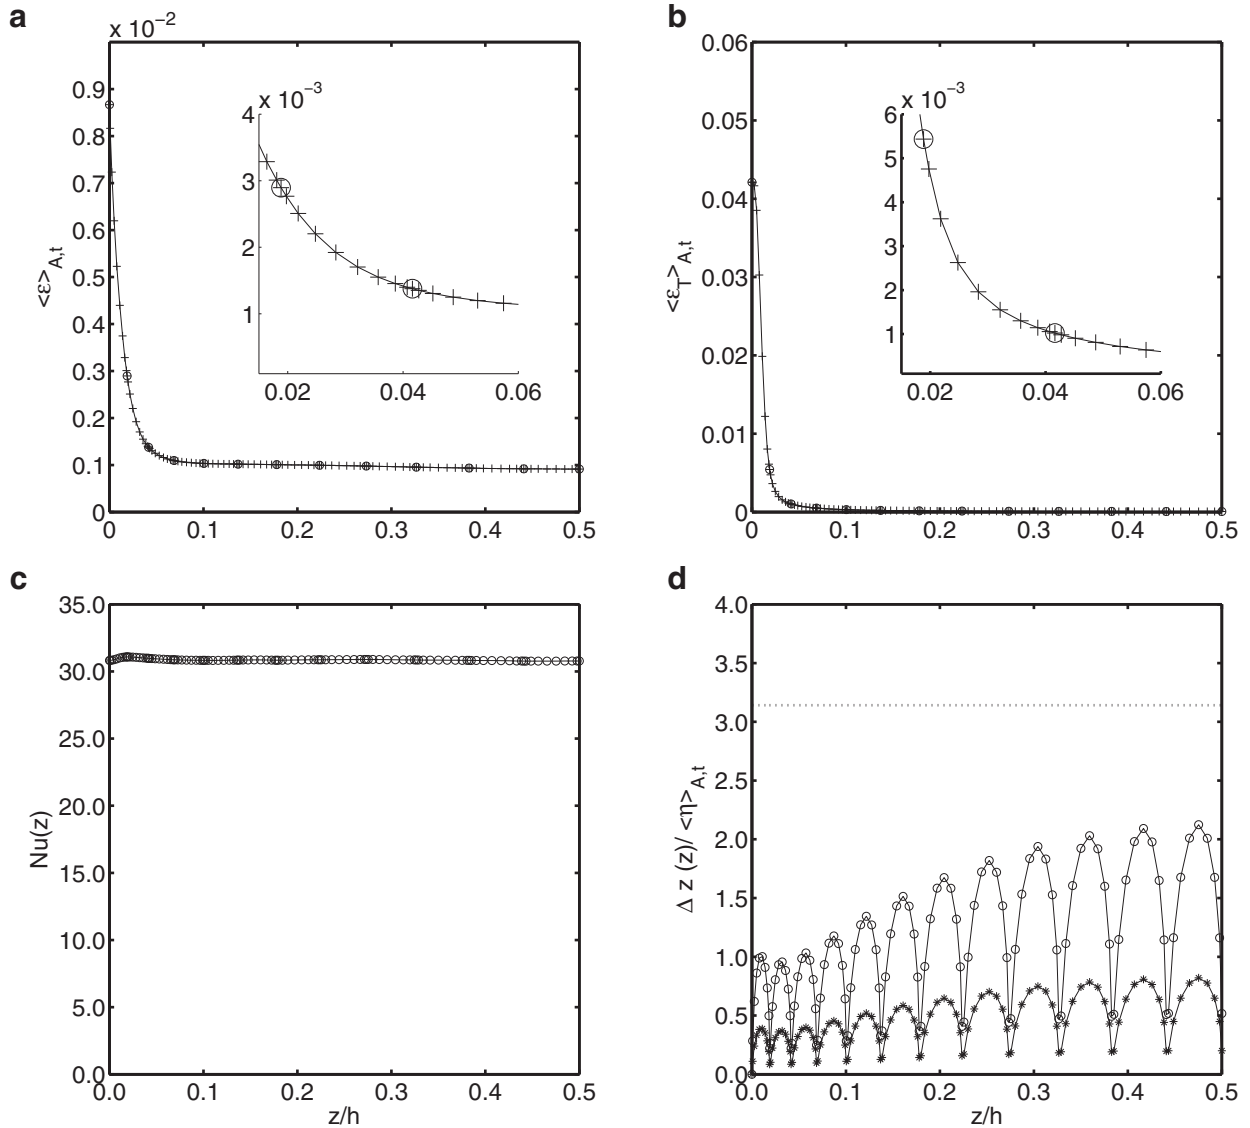 a
x 10⁻²
0.9
0.8
0.7
0.6
0.5
0.4
0.3
0.2
0.1
0
<ε>A,t
0 0.1 0.2 0.3 0.4 0.5
x 10⁻³
4
3
2
1
0.02 0.04 0.06
b
0.06
0.05
0.04
0.03
0.02
0.01
0
<εT>A,t
0 0.1 0.2 0.3 0.4 0.5
x 10⁻³
6
5
4
3
2
1
0.02 0.04 0.06
c
35.0
30.0
25.0
20.0
15.0
10.0
5.0
0.0
Nu(z)
0.0 0.1 0.2 0.3 0.4 0.5
z/h
d
4.0
3.5
3.0
2.5
2.0
1.5
1.0
0.5
0.0
Δ z (z)/ <η>A,t
0.0 0.1 0.2 0.3 0.4 0.5
z/h